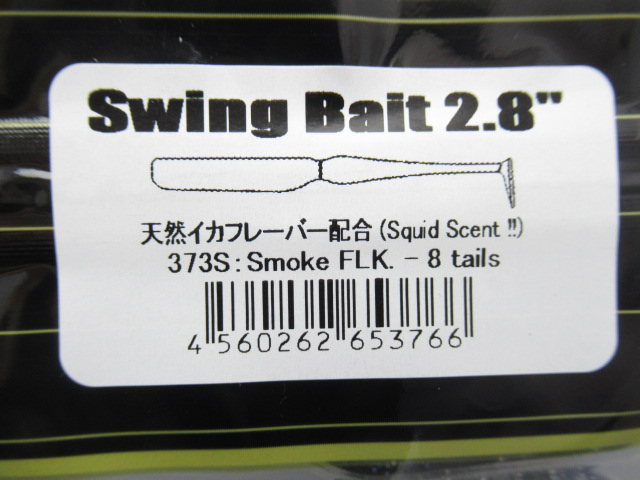 Swing Bait 2.8"
天然イカフレーバー配合(Squid Scent !!)
373S:Smoke FLK. - 8 tails
4 560262 653766